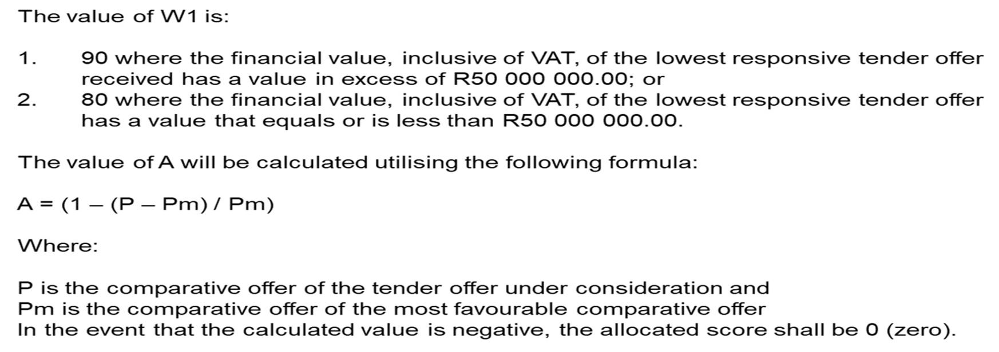 The value of W1 is:
1. 90 where the financial value, inclusive of VAT, of the lowest responsive tender offer
received has a value in excess of R50 000 000.00; or
2. 80 where the financial value, inclusive of VAT, of the lowest responsive tender offer
has a value that equals or is less than R50 000 000.00.
The value of A will be calculated utilising the following formula:
A = (1 – (P – Pm) / Pm)
Where:
P is the comparative offer of the tender offer under consideration and
Pm is the comparative offer of the most favourable comparative offer
In the event that the calculated value is negative, the allocated score shall be 0 (zero).